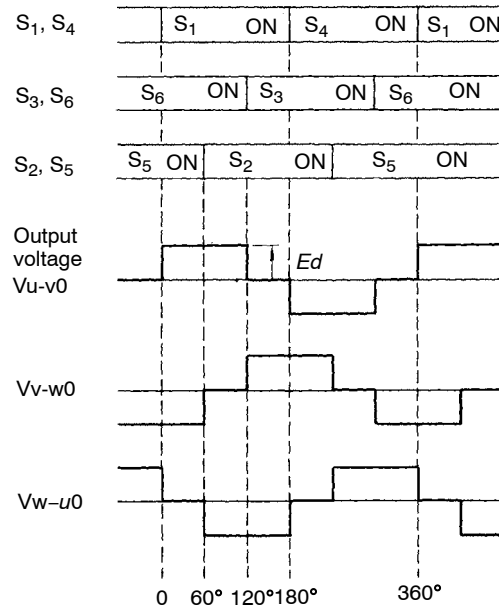 S1, S4 S1 ON S4 ON S1 ON
S3, S6 S6 ON S3 ON S6 ON
S2, S5 S5 ON S2 ON S5 ON
Output
voltage
Vu-v0
Ed
Vv-w0
Vw-u0
0 60° 120° 180° 360°